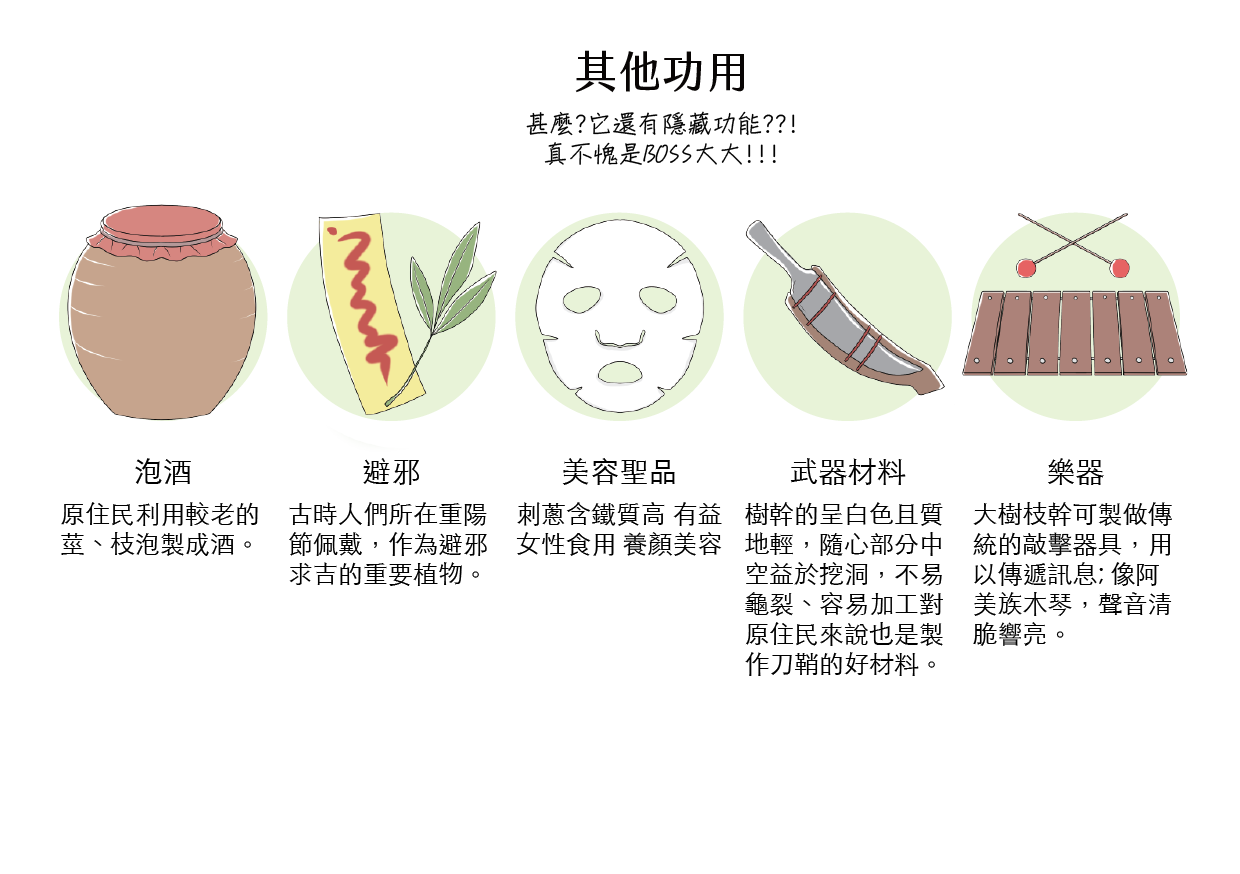 其他功用
甚麼?它還有隱藏功能??!
真不愧是BOSS大大!!!
泡酒
原住民利用較老的
莖、枝泡製成酒。
避邪
古時人們所在重陽
節佩戴，作為避邪
求吉的重要植物。
美容聖品
刺蔥含鐵質高 有益
女性食用 養顏美容
武器材料
樹幹的呈白色且質
地輕，隨心部分中
空益於挖洞，不易
龜裂、容易加工對
原住民來說也是製
作刀鞘的好材料。
樂器
大樹枝幹可製做傳
統的敲擊器具，用
以傳遞訊息; 像阿
美族木琴，聲音清
脆響亮。